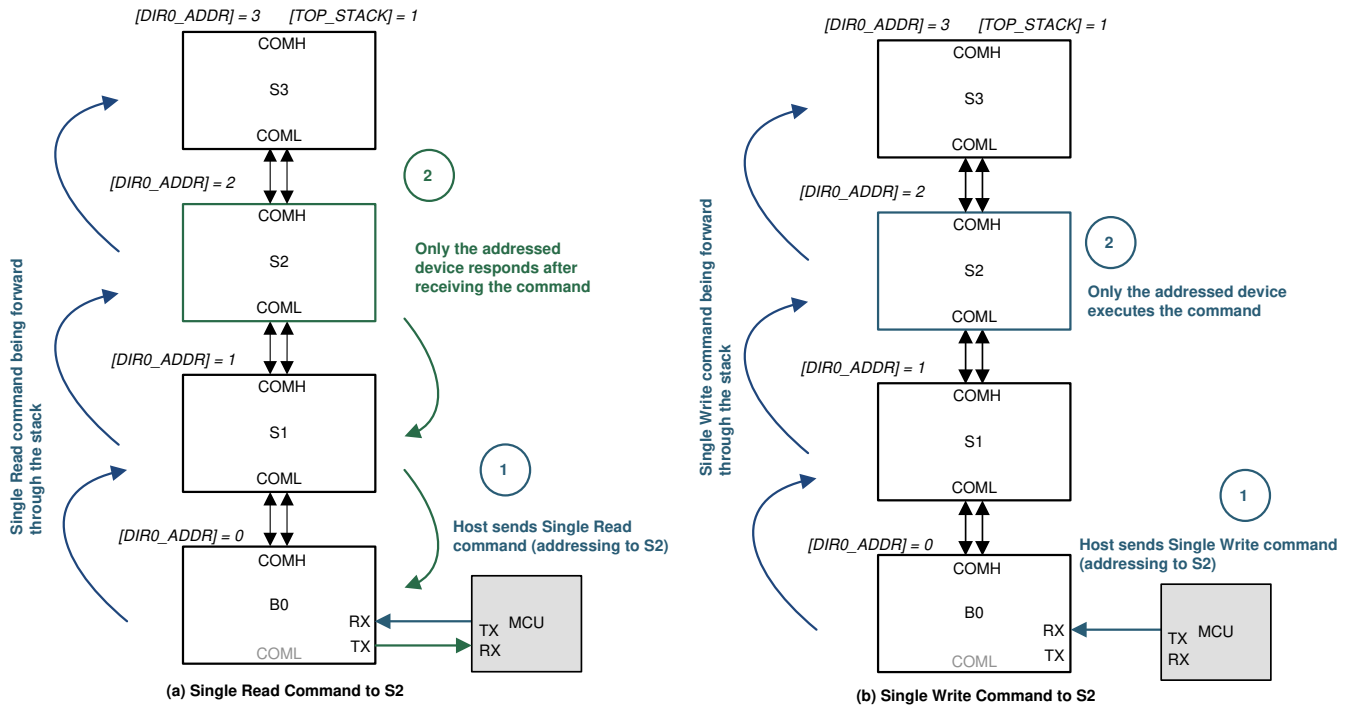 [DIR0_ADDR] = 3 [TOP_STACK] = 1
COMH
S3
COML
[DIR0_ADDR] = 2
COMH
S2
COML
[DIR0_ADDR] = 1
COMH
S1
COML
[DIR0_ADDR] = 0
COMH
B0
RX
TX
COML
TX
MCU
RX
2
Only the addressed
device responds after
receiving the command
1
Host sends Single Read
command (addressing to S2)
Single Read command being forward
through the stack
(a) Single Read Command to S2
[DIR0_ADDR] = 3 [TOP_STACK] = 1
COMH
S3
COML
[DIR0_ADDR] = 2
COMH
S2
COML
[DIR0_ADDR] = 1
COMH
S1
COML
[DIR0_ADDR] = 0
COMH
B0
RX
TX
COML
TX
MCU
RX
2
Only the addressed device
executes the command
1
Host sends Single Write command
(addressing to S2)
Single Write command being forward
through the stack
(b) Single Write Command to S2